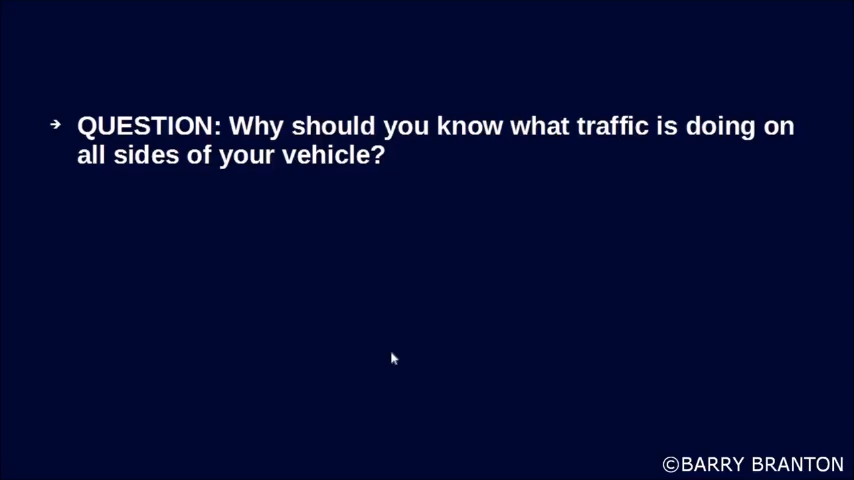 → QUESTION: Why should you know what traffic is doing on
all sides of your vehicle?
©BARRY BRANTON